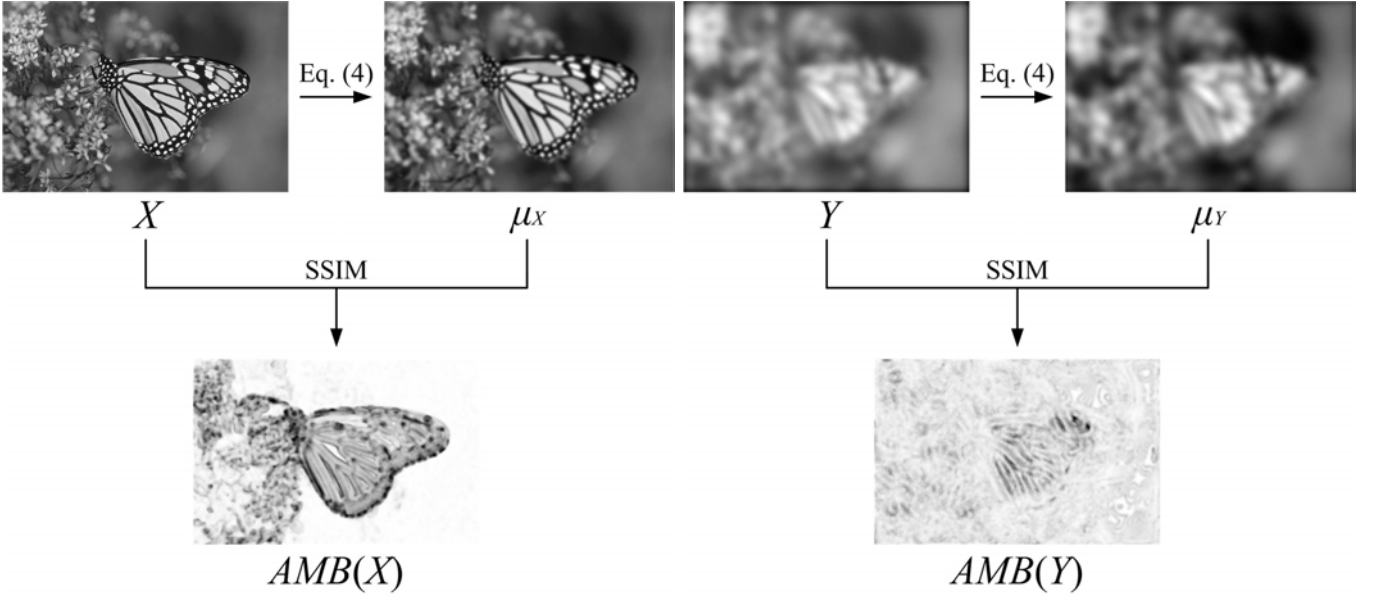 Eq. (4)
Eq. (4)
X
μX
Y
μY
SSIM
SSIM
AMB(X)
AMB(Y)